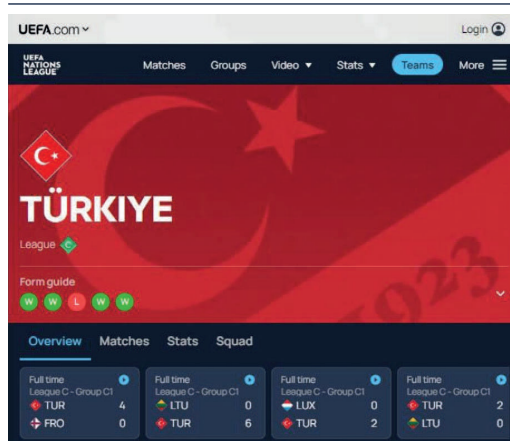 UEFA.com
Login
UEFA
NATIONS
LEAGUE
Matches Groups Video Stats Teams More
TÜRKIYE
League C
Form guide
W W L W W
1923
Overview Matches Stats Squad
Full time
League C - Group C1
TUR 4
FRO 0
Full time
League C - Group C1
LTU 0
TUR 6
Full time
League C - Group C1
LUX 0
TUR 2
Full time
League C - Group C1
TUR 2
LTU 0